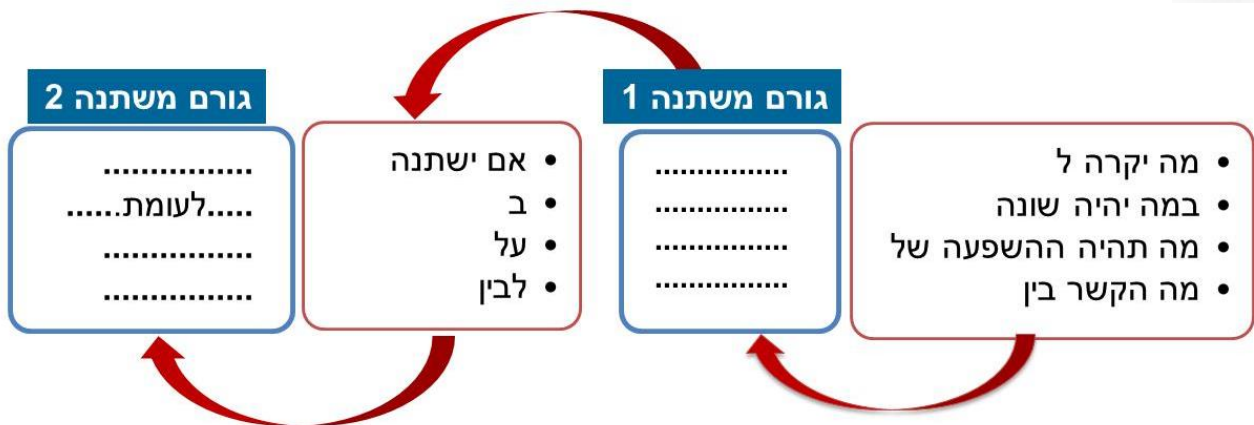 גורם משתנה 1
גורם משתנה 2
• מה יקרה ל
• במה יהיה שונה
• מה תהיה ההשפעה של
• מה הקשר בין
................
................
................
................
• אם ישתנה
• ב
• על
• לבין
................
.....לעומת......
................
................